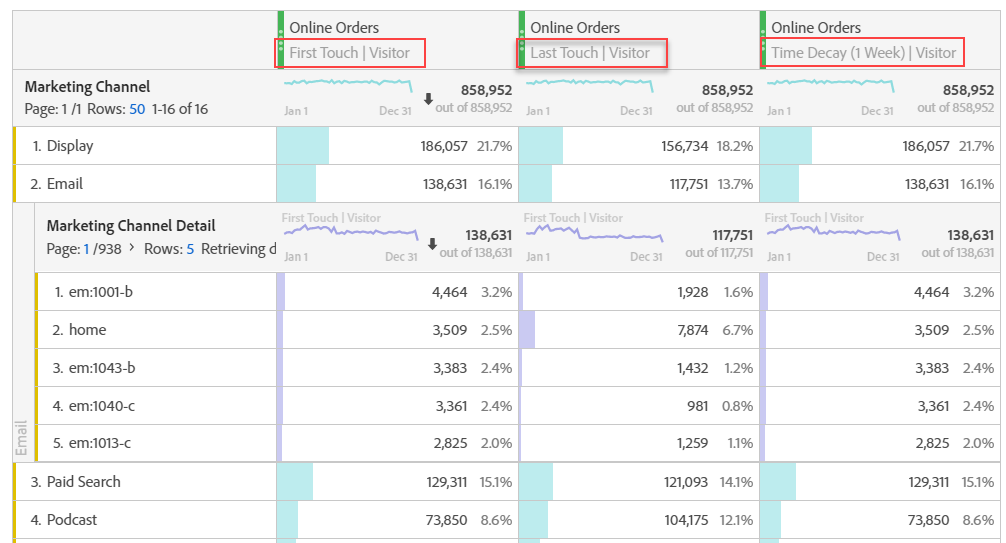 Online Orders Online Orders Online Orders
First Touch | Visitor Last Touch | Visitor Time Decay (1 Week) | Visitor
Marketing Channel 858,952 858,952 858,952
Page: 1 /1 Rows: 50 1-16 of 16 Jan 1 Dec 31 out of 858,952 Jan 1 Dec 31 out of 858,952 Jan 1 Dec 31 out of 858,952
1. Display 186,057 21.7% 156,734 18.2% 186,057 21.7%
2. Email 138,631 16.1% 117,751 13.7% 138,631 16.1%
First Touch | Visitor First Touch | Visitor First Touch | Visitor
Marketing Channel Detail 138,631 117,751 138,631
Page: 1 /938 > Rows: 5 Retrieving d Jan 1 Dec 31 out of 138,631 Jan 1 Dec 31 out of 117,751 Jan 1 Dec 31 out of 138,631
1. em:1001-b 4,464 3.2% 1,928 1.6% 4,464 3.2%
2. home 3,509 2.5% 7,874 6.7% 3,509 2.5%
3. em:1043-b 3,383 2.4% 1,432 1.2% 3,383 2.4%
4. em:1040-c 3,361 2.4% 981 0.8% 3,361 2.4%
5. em:1013-c 2,825 2.0% 1,259 1.1% 2,825 2.0%
Email
3. Paid Search 129,311 15.1% 121,093 14.1% 129,311 15.1%
4. Podcast 73,850 8.6% 104,175 12.1% 73,850 8.6%